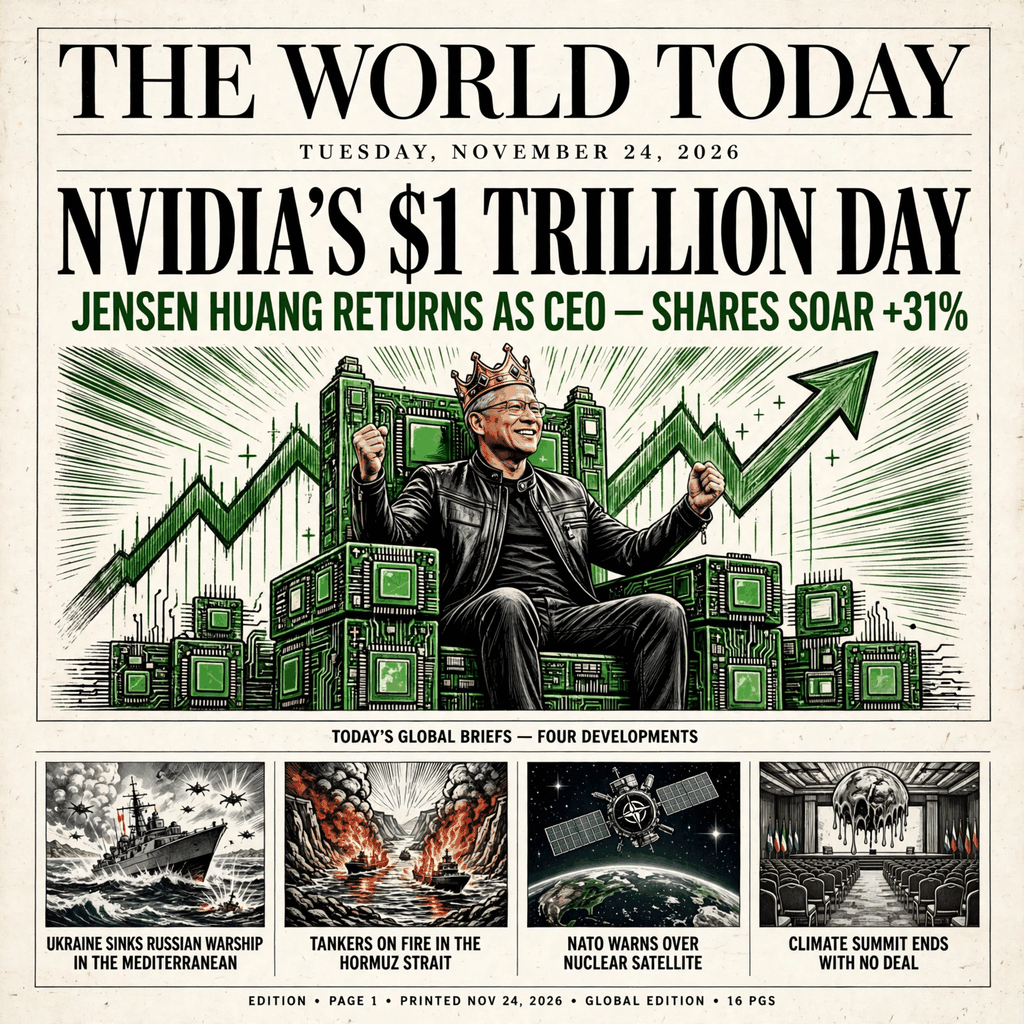 THE WORLD TODAY
TUESDAY, NOVEMBER 24, 2026
NVIDIA'S $1 TRILLION DAY
JENSEN HUANG RETURNS AS CEO — SHARES SOAR +31%
TODAY'S GLOBAL BRIEFS — FOUR DEVELOPMENTS
UKRAINE SINKS RUSSIAN WARSHIP
IN THE MEDITERRANEAN
TANKERS ON FIRE IN THE
HORMUZ STRAIT
NATO WARNS OVER
NUCLEAR SATELLITE
CLIMATE SUMMIT ENDS
WITH NO DEAL
EDITION • PAGE 1 • PRINTED NOV 24, 2026 • GLOBAL EDITION • 16 PGS